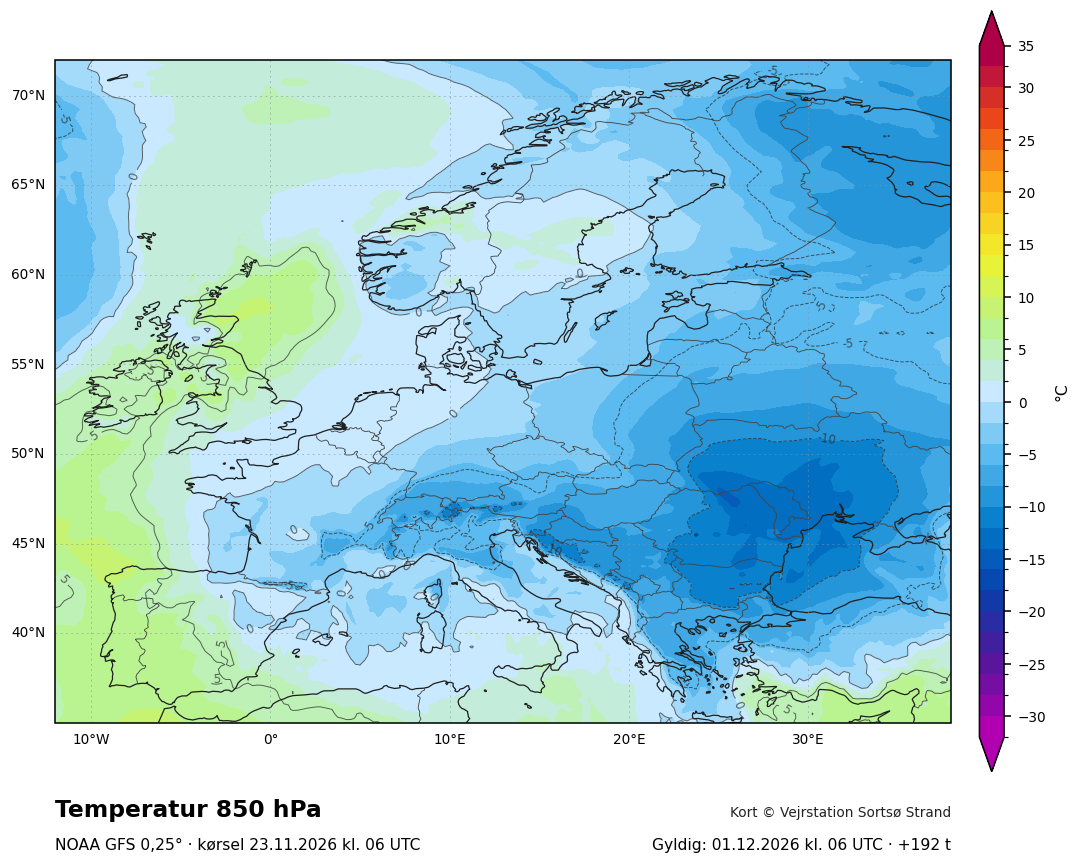 70°N
65°N
60°N
55°N
50°N
45°N
40°N
10°W 0° 10°E 20°E 30°E
35
30
25
20
15
10
5
0
−5
−10
−15
−20
−25
−30
°C
Temperatur 850 hPa
Kort © Vejrstation Sortsø Strand
NOAA GFS 0,25° · kørsel 23.11.2026 kl. 06 UTC
Gyldig: 01.12.2026 kl. 06 UTC · +192 t